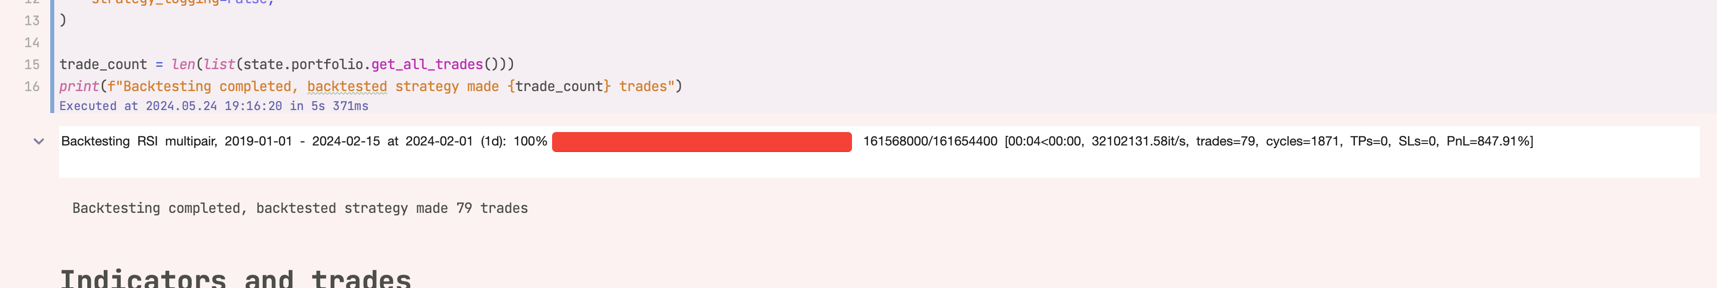 12 strategy_logging=False,
13 )
14
15 trade_count = len(list(state.portfolio.get_all_trades()))
16 print(f"Backtesting completed, backtested strategy made {trade_count} trades")
Executed at 2024.05.24 19:16:20 in 5s 371ms
Backtesting RSI multipair, 2019-01-01 - 2024-02-15 at 2024-02-01 (1d): 100% 161568000/161654400 [00:04<00:00, 32102131.58it/s, trades=79, cycles=1871, TPs=0, SLs=0, PnL=847.91%]
Backtesting completed, backtested strategy made 79 trades
Indicators and trades